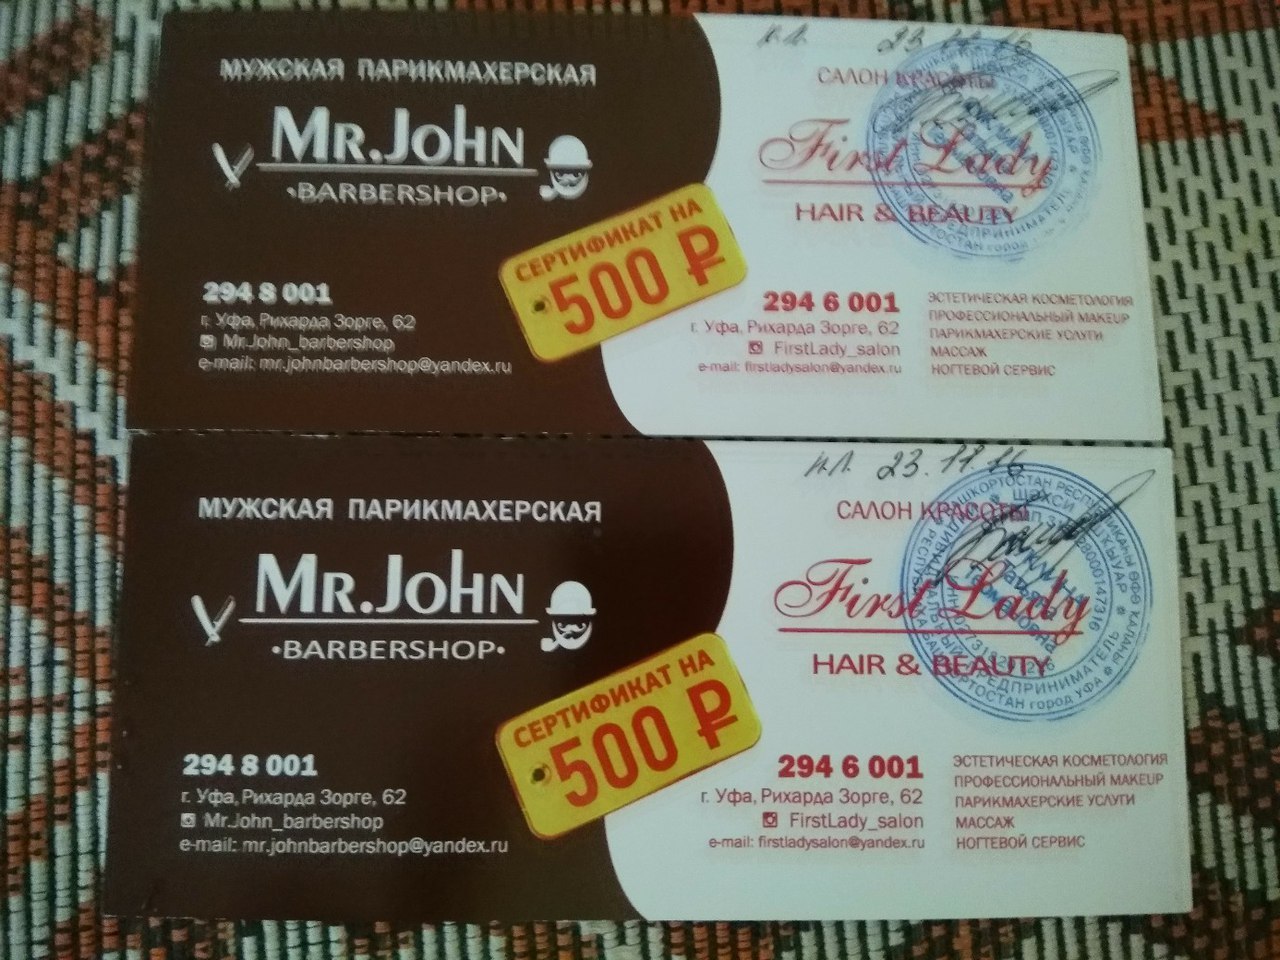 23.11.16
МУЖСКАЯ ПАРИКМАХЕРСКАЯ
MR.JOHN
•BARBERSHOP•
294 8 001
г. Уфа, Рихарда Зорге, 62
Mr.John_barbershop
e-mail: mr.johnbarbershop@yandex.ru
СЕРТИФИКАТ НА
500 ₽
САЛОН КРАСОТЫ
First Lady
HAIR & BEAUTY
294 6 001
г. Уфа, Рихарда Зорге, 62
FirstLady_salon
e-mail: firstladysalon@yandex.ru
ЭСТЕТИЧЕСКАЯ КОСМЕТОЛОГИЯ
ПРОФЕССИОНАЛЬНЫЙ MAKEUP
ПАРИКМАХЕРСКИЕ УСЛУГИ
МАССАЖ
НОГТЕВОЙ СЕРВИС
23.11.16
МУЖСКАЯ ПАРИКМАХЕРСКАЯ
MR.JOHN
•BARBERSHOP•
294 8 001
г. Уфа, Рихарда Зорге, 62
Mr.John_barbershop
e-mail: mr.johnbarbershop@yandex.ru
СЕРТИФИКАТ НА
500 ₽
САЛОН КРАСОТЫ
First Lady
HAIR & BEAUTY
ПРЕДПРИНИМАТЕЛЬ
город УФА
294 6 001
г. Уфа, Рихарда Зорге, 62
FirstLady_salon
e-mail: firstladysalon@yandex.ru
ЭСТЕТИЧЕСКАЯ КОСМЕТОЛОГИЯ
ПРОФЕССИОНАЛЬНЫЙ MAKEUP
ПАРИКМАХЕРСКИЕ УСЛУГИ
МАССАЖ
НОГТЕВОЙ СЕРВИС